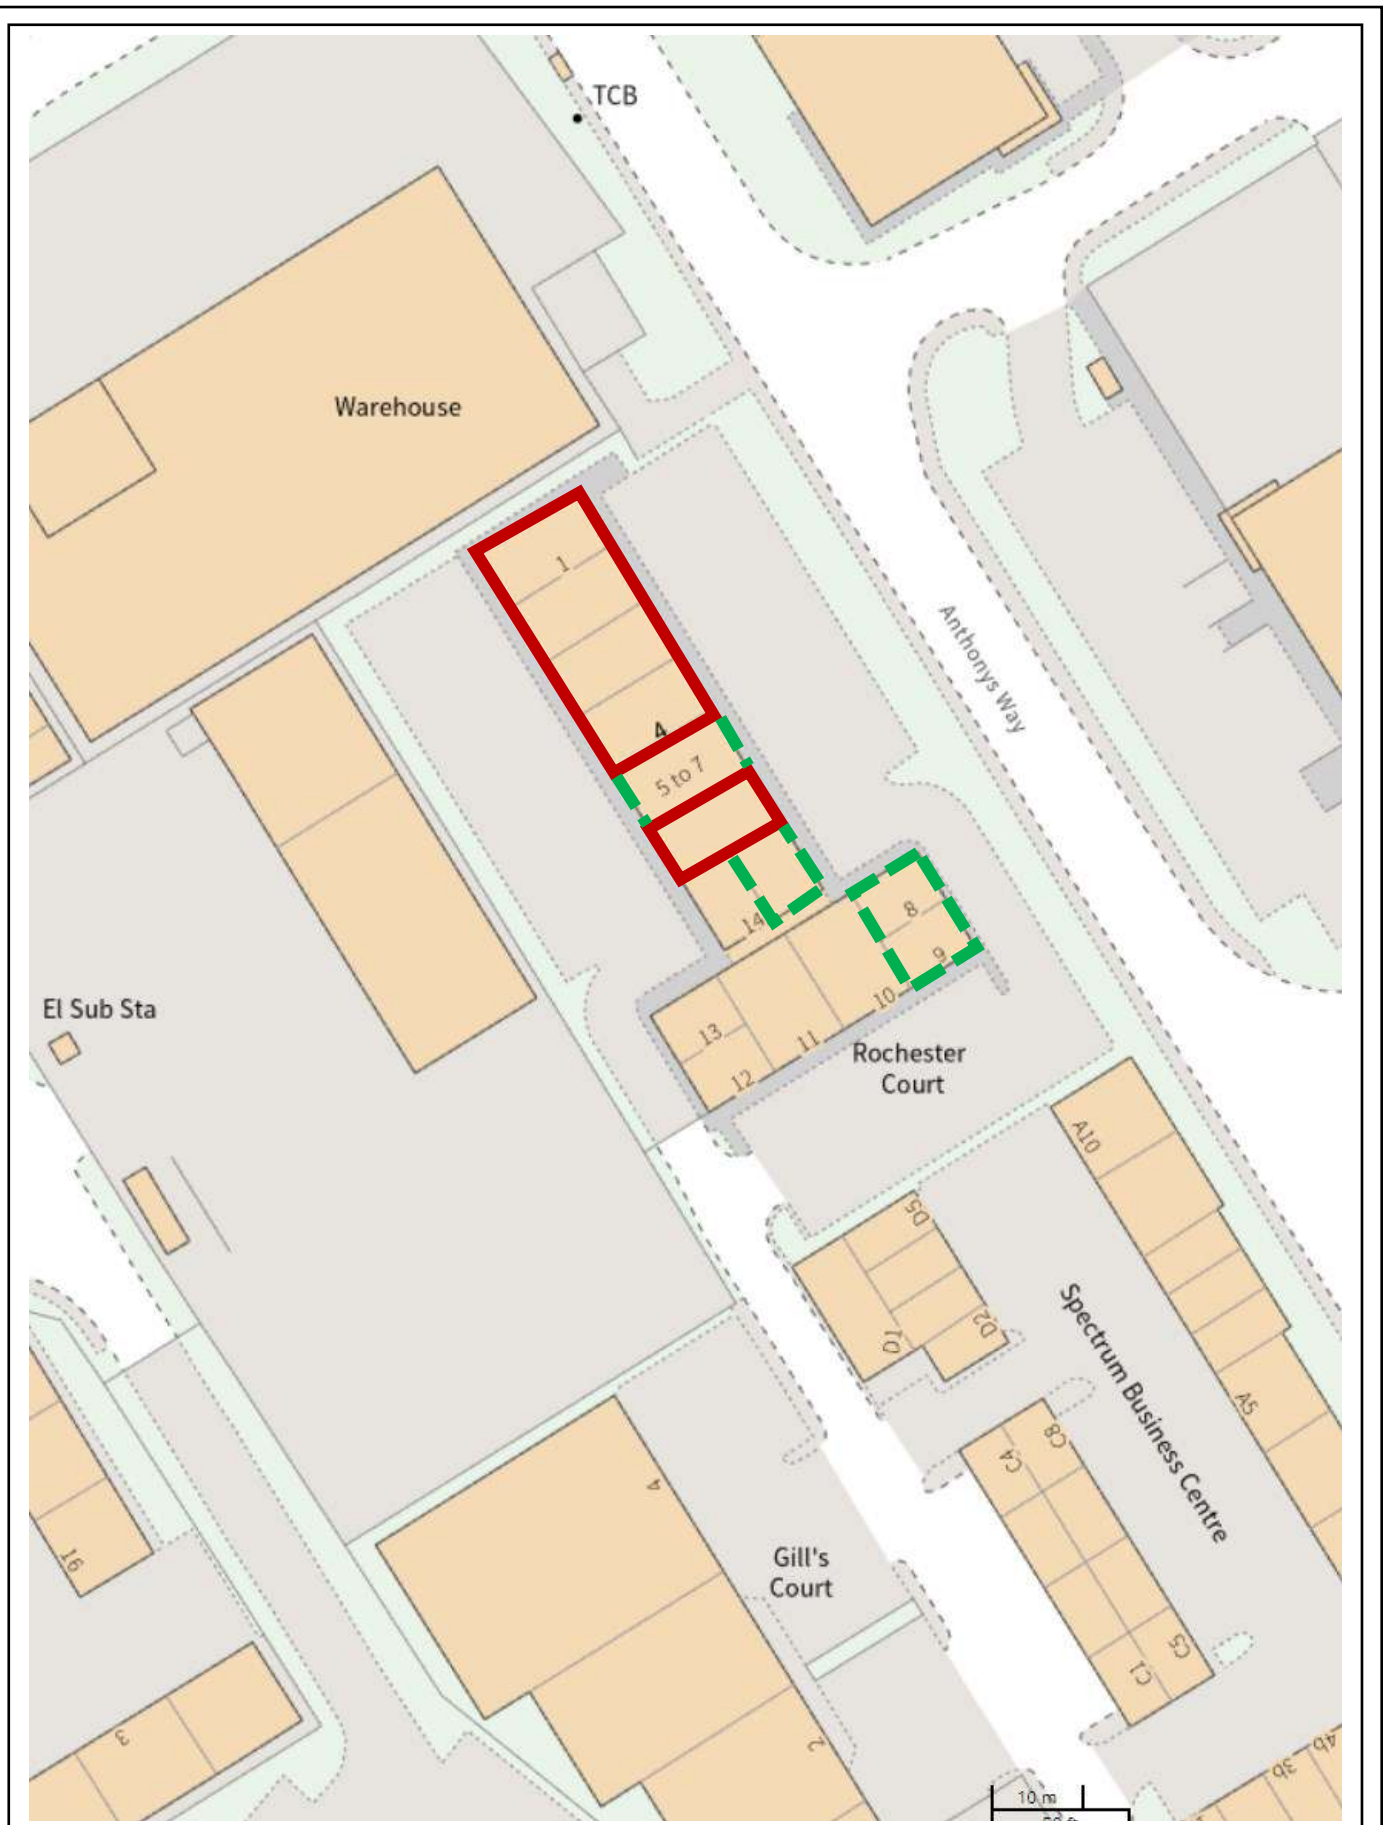 TCB
Warehouse
1
Anthonys Way
4
5 to 7
8
14
9
10
El Sub Sta
13
11
Rochester
Court
12
A10
D5
D2
D1
Spectrum Business Centre
A5
C8
C4
4
16
Gill's
Court
C5
C1
3
2
4b
3b
10 m